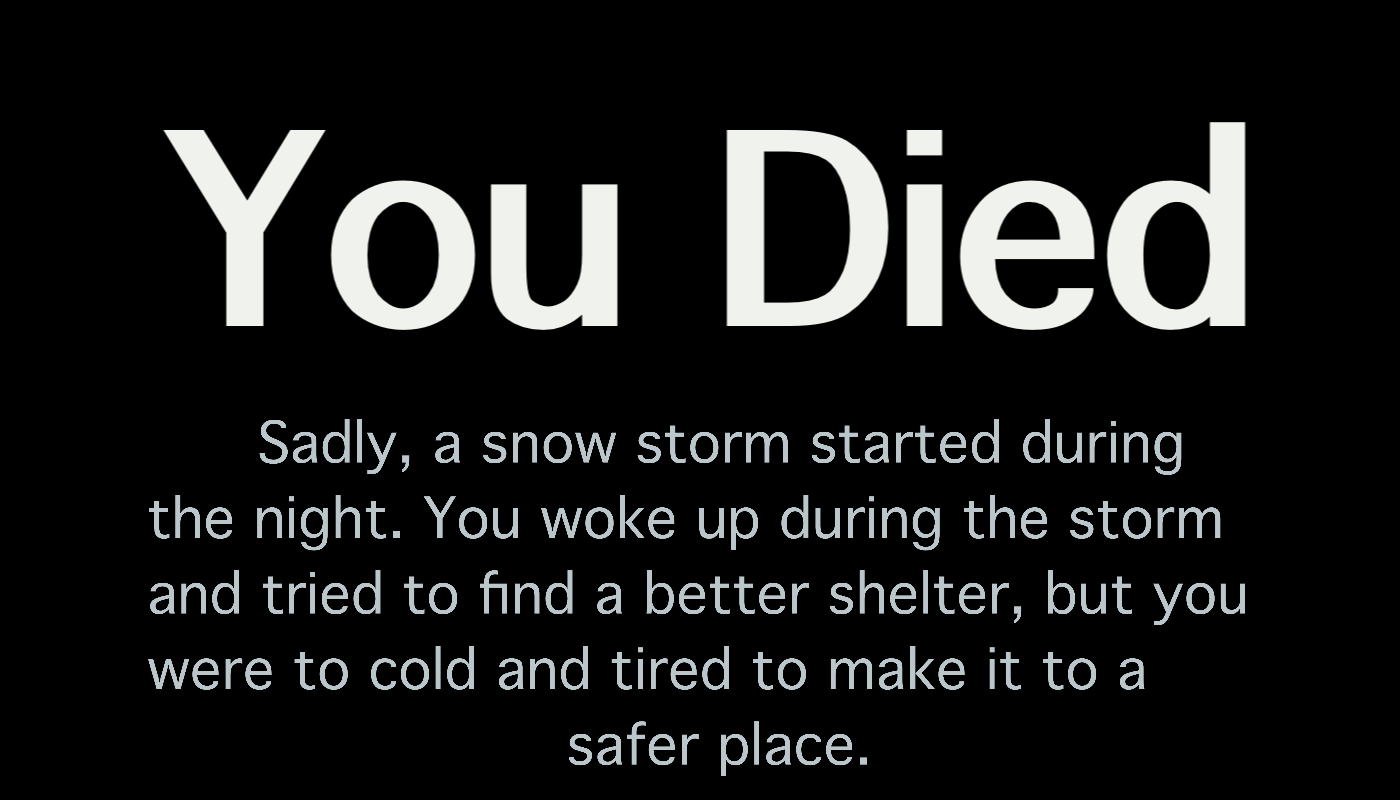 You Died
Sadly, a snow storm started during
the night. You woke up during the storm
and tried to find a better shelter, but you
were to cold and tired to make it to a
safer place.